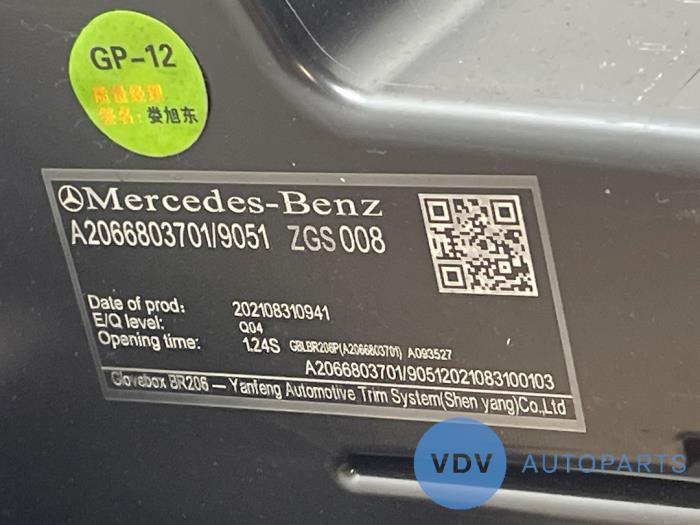 GP-12
质量经理
签名: 娄旭东
Mercedes-Benz
A2066803701/9051 ZGS 008
Date of prod: 202108310941
E/Q level: Q04
Opening time: 1.24S GBLBR206P(A2066803701) A093527
A2066803701/90512021083100103
Glovebox BR206 — Yanfeng Automotive Trim System(Shen yang)Co,.Ltd
VDV AUTOPARTS